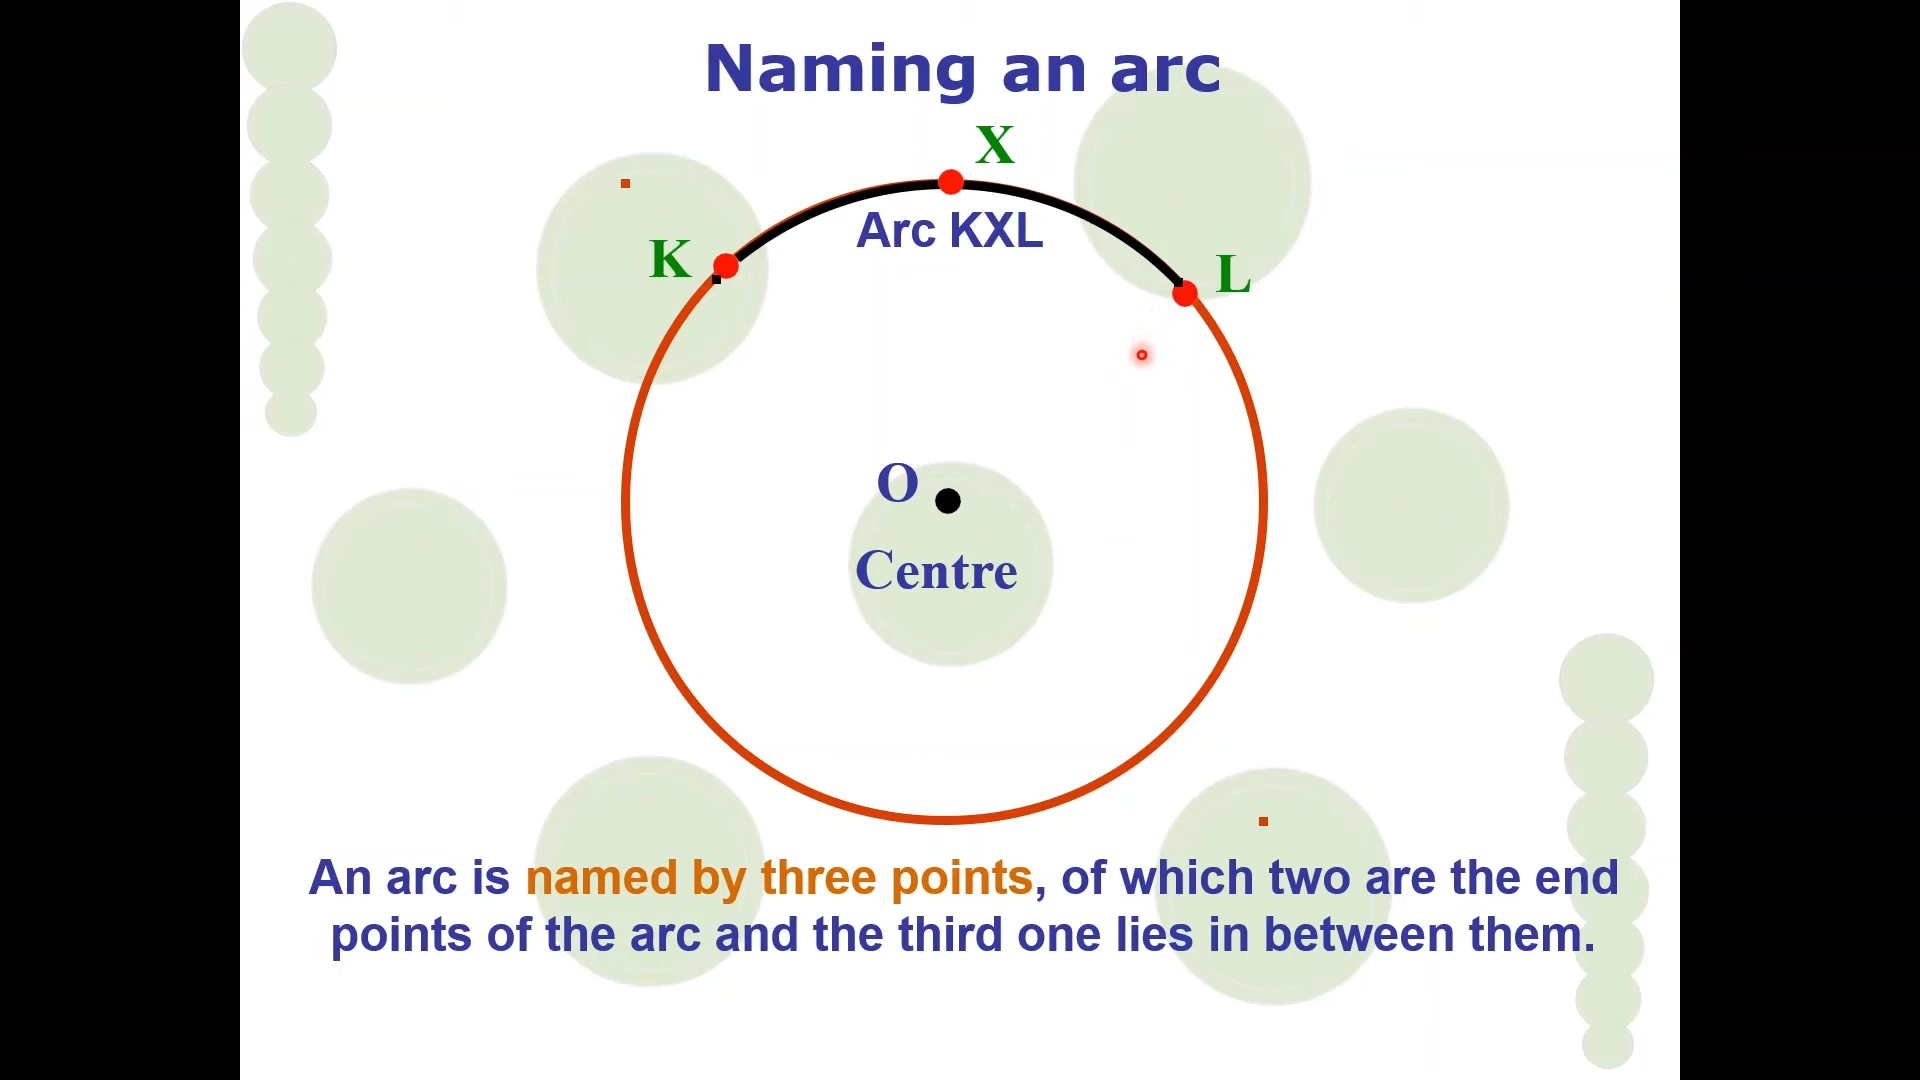 Naming an arc
X
Arc KXL
K
L
O
Centre
An arc is named by three points, of which two are the end
points of the arc and the third one lies in between them.